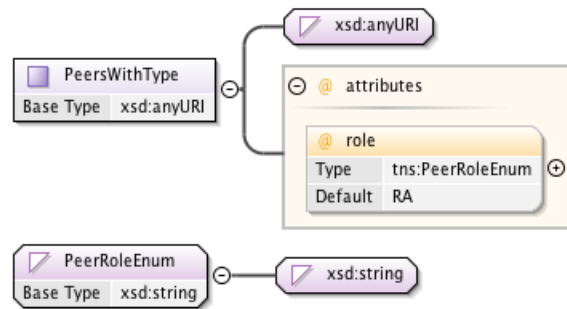 xsd:anyURI
PeersWithType
Base Type xsd:anyURI
@ attributes
@ role
Type tns:PeerRoleEnum
Default RA
PeerRoleEnum
Base Type xsd:string
xsd:string